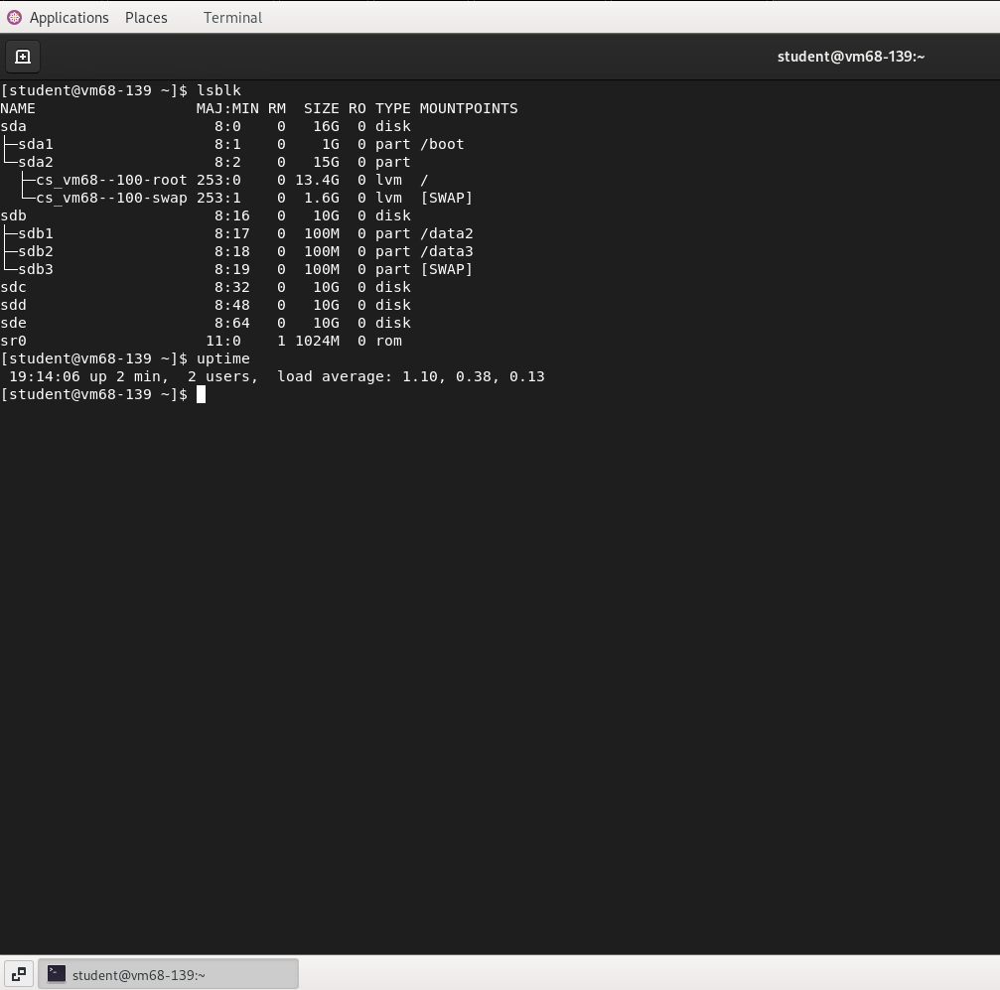 Applications Places Terminal
student@vm68-139:~
[student@vm68-139 ~]$ lsblk
NAME                  MAJ:MIN RM  SIZE RO TYPE MOUNTPOINTS
sda                     8:0    0   16G  0 disk
├─sda1                  8:1    0    1G  0 part /boot
└─sda2                  8:2    0   15G  0 part
  ├─cs_vm68--100-root 253:0    0 13.4G  0 lvm  /
  └─cs_vm68--100-swap 253:1    0  1.6G  0 lvm  [SWAP]
sdb                     8:16   0   10G  0 disk
├─sdb1                  8:17   0  100M  0 part /data2
├─sdb2                  8:18   0  100M  0 part /data3
└─sdb3                  8:19   0  100M  0 part [SWAP]
sdc                     8:32   0   10G  0 disk
sdd                     8:48   0   10G  0 disk
sde                     8:64   0   10G  0 disk
sr0                    11:0    1 1024M  0 rom
[student@vm68-139 ~]$ uptime
 19:14:06 up 2 min,  2 users,  load average: 1.10, 0.38, 0.13
[student@vm68-139 ~]$
student@vm68-139:~